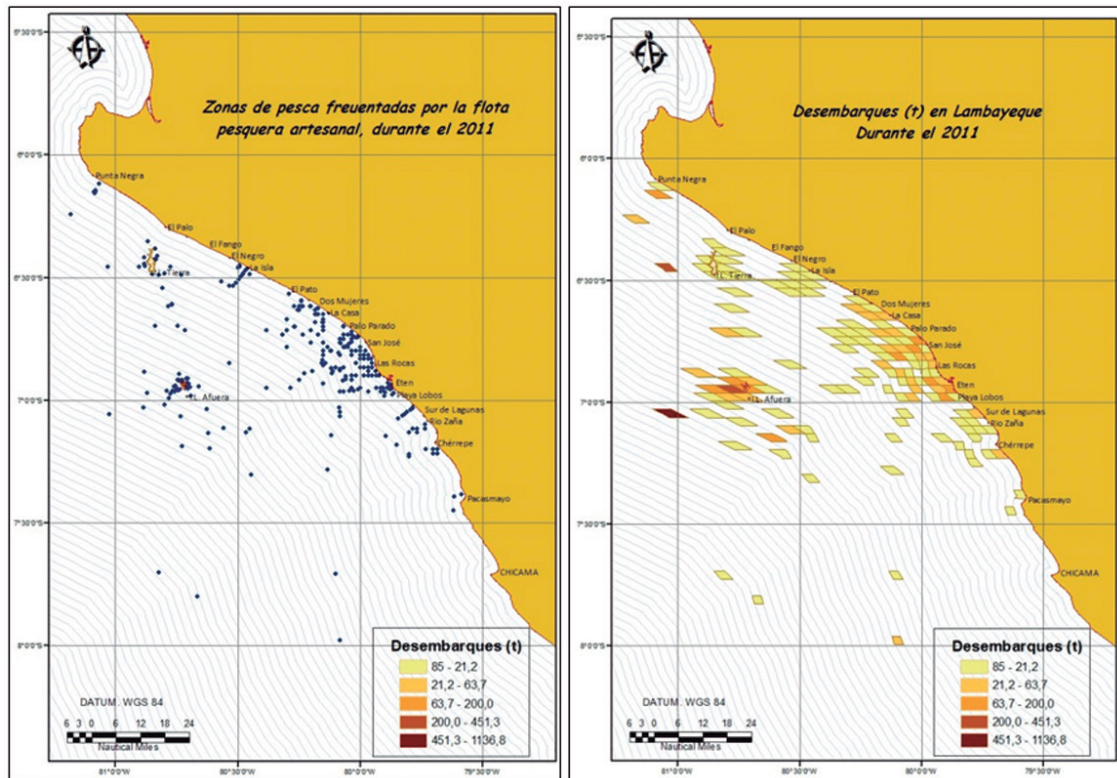 Zonas de pesca freuentadas por la flota
pesquera artesanal, durante el 2011
Punta Negra
El Palo
El Fango
El Negro
La Isla
I.L. Tierra
El Pato
Dos Mujeres
La Casa
Palo Parado
San José
Las Rocas
Eten
Playa Lobos
I.L. Afuera
Sur de Lagunas
Rio Zaña
Chérrepe
Pacasmayo
CHICAMA
5°30'0"S
6°0'0"S
6°30'0"S
7°0'0"S
7°30'0"S
8°0'0"S
Desembarques (t)
85 - 21,2
21,2 - 63,7
63,7 - 200,0
200,0 - 451,3
451,3 - 1136,8
DATUM. WGS 84
6 3 0 6 12 18 24
Nautical Miles
81°0'0"W
80°30'0"W
80°0'0"W
79°30'0"W
Desembarques (t) en Lambayeque
Durante el 2011
Punta Negra
El Palo
El Fango
El Negro
La Isla
I.L. Tierra
El Pato
Dos Mujeres
La Casa
Palo Parado
San José
Las Rocas
Eten
Playa Lobos
I.L. Afuera
Sur de Lagunas
Rio Zaña
Chérrepe
Pacasmayo
CHICAMA
5°30'0"S
6°0'0"S
6°30'0"S
7°0'0"S
7°30'0"S
8°0'0"S
Desembarques (t)
85 - 21,2
21,2 - 63,7
63,7 - 200,0
200,0 - 451,3
451,3 - 1136,8
DATUM. WGS 84
6 3 0 6 12 18 24
Nautical Miles
81°0'0"W
80°30'0"W
80°0'0"W
79°30'0"W